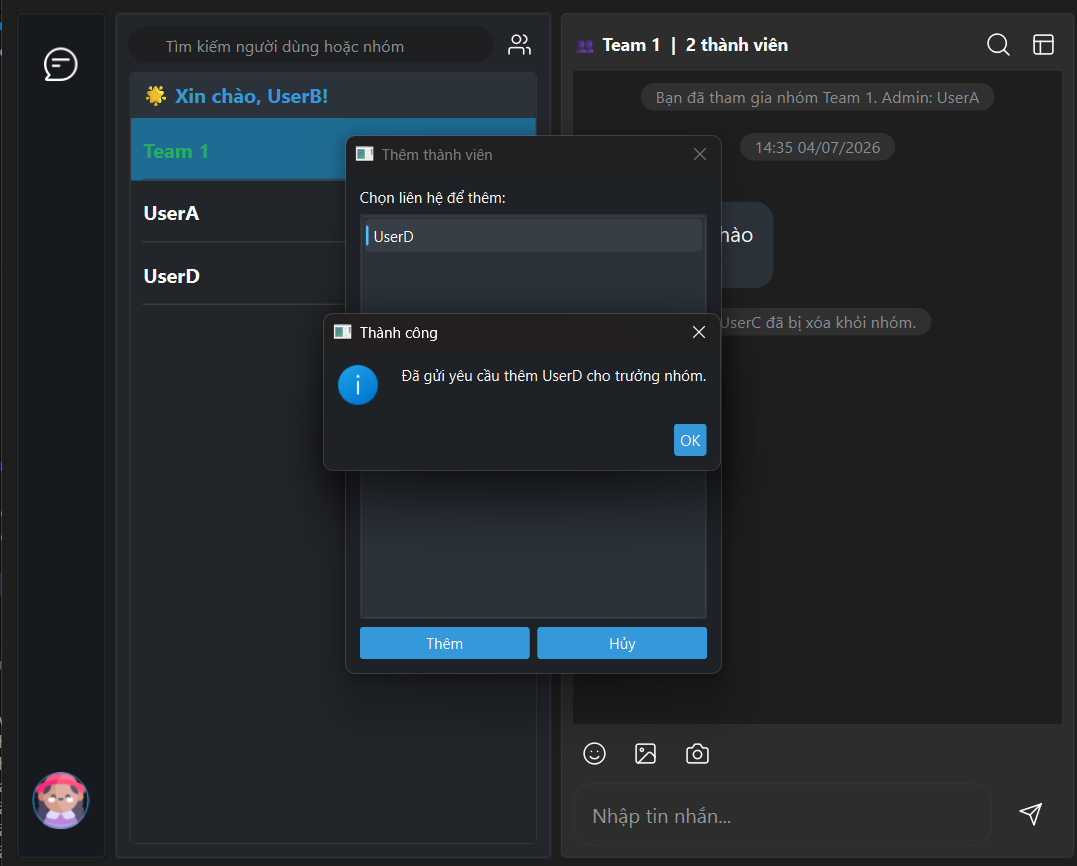 Tìm kiếm người dùng hoặc nhóm
Xin chào, UserB!
Team 1
UserA
UserD
Team 1 | 2 thành viên
Bạn đã tham gia nhóm Team 1. Admin: UserA
14:35 04/07/2026
hào
UserC đã bị xóa khỏi nhóm.
Thêm thành viên
Chọn liên hệ để thêm:
UserD
Thành công
Đã gửi yêu cầu thêm UserD cho trưởng nhóm.
OK
Thêm
Hủy
Nhập tin nhắn...